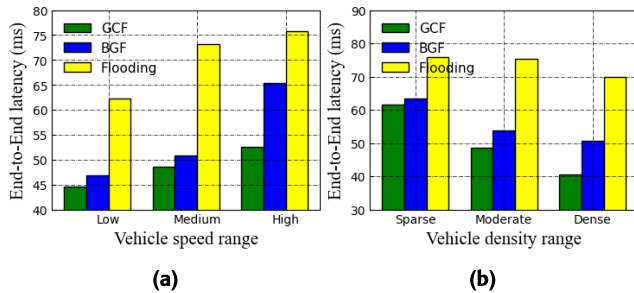 End-to-End latency (ms)
80
75
70
65
60
55
50
45
40
GCF
BGF
Flooding
Low Medium High
Vehicle speed range
(a)
End-to-End latency (ms)
90
80
70
60
50
40
30
GCF
BGF
Flooding
Sparse Moderate Dense
Vehicle density range
(b)